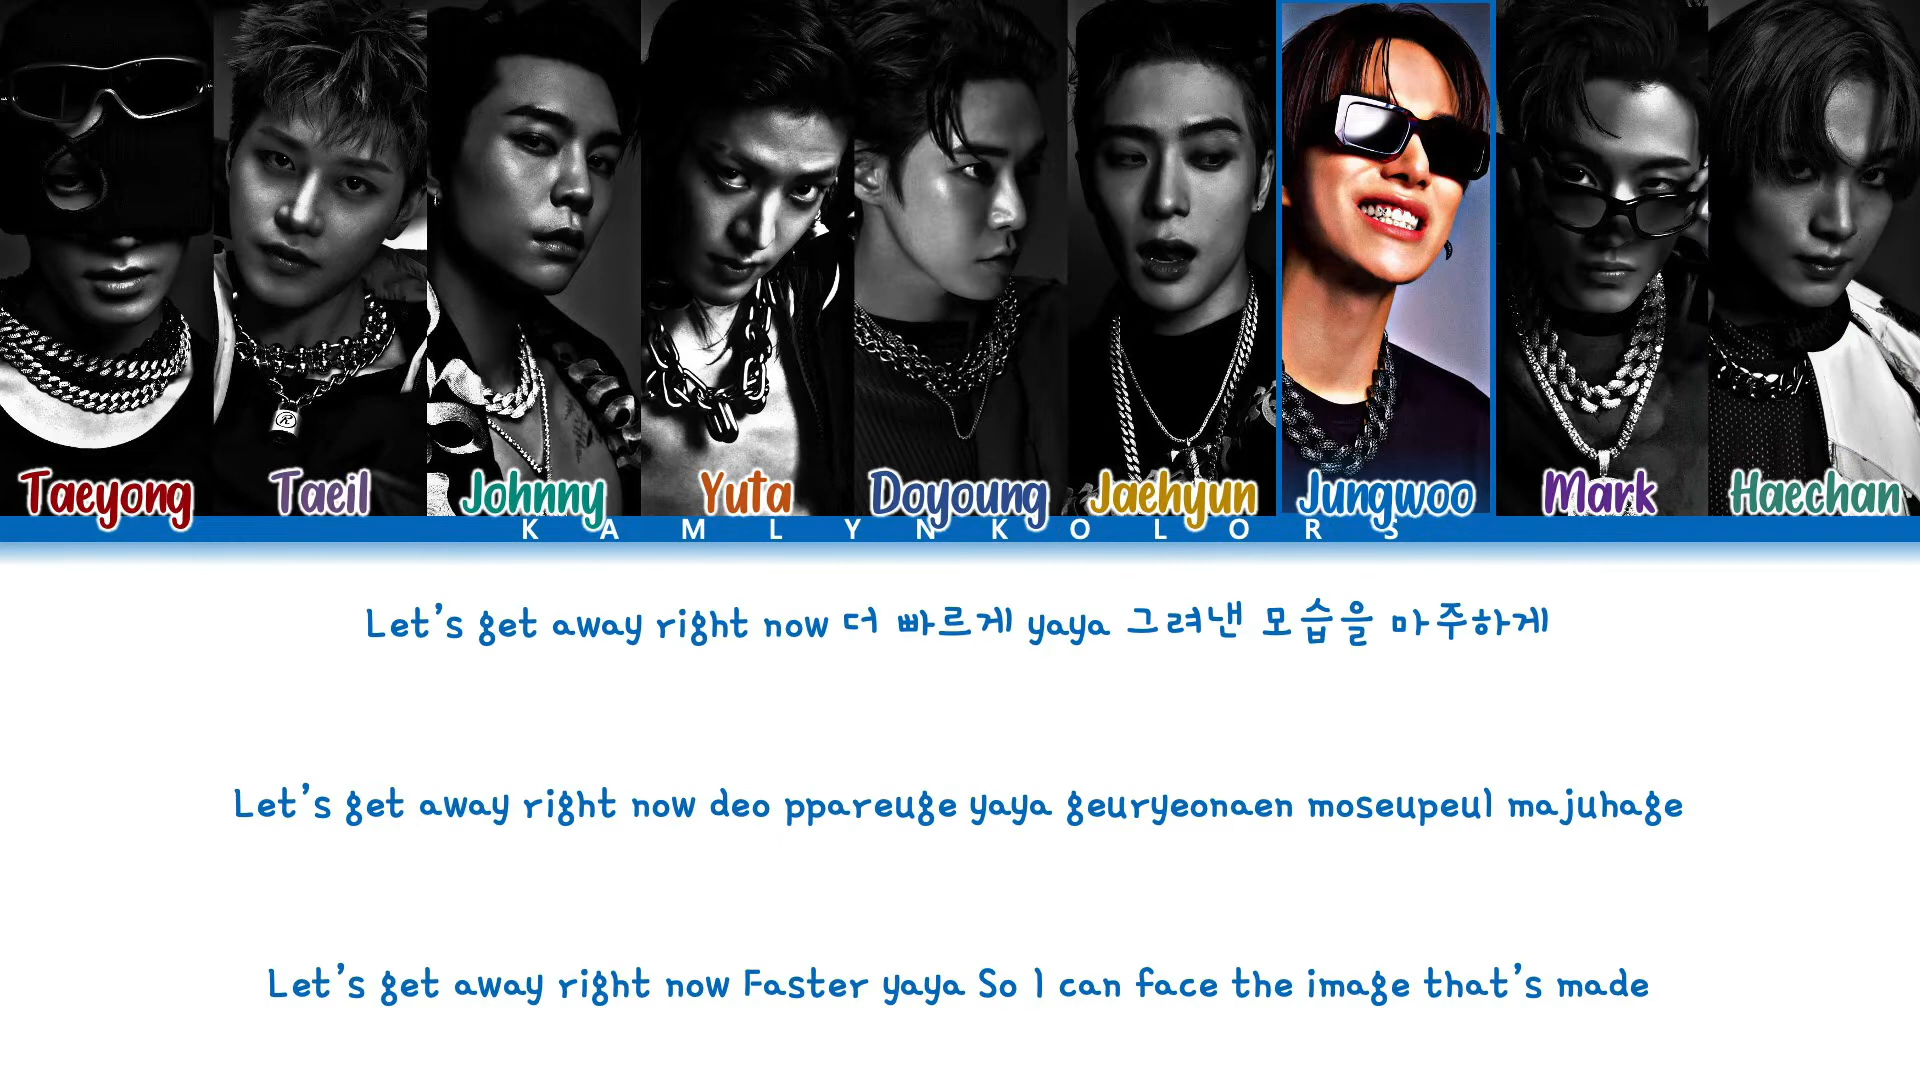 ®
Taeyong Taeil Johnny Yuta Doyoung Jaehyun Jungwoo Mark Haechan
KAMLYNKOLORS
Let's get away right now 더 빠르게 yaya 그려낸 모습을 마주하게
Let's get away right now deo ppareuge yaya geuryeonaen moseupeul majuhage
Let's get away right now Faster yaya So I can face the image that's made